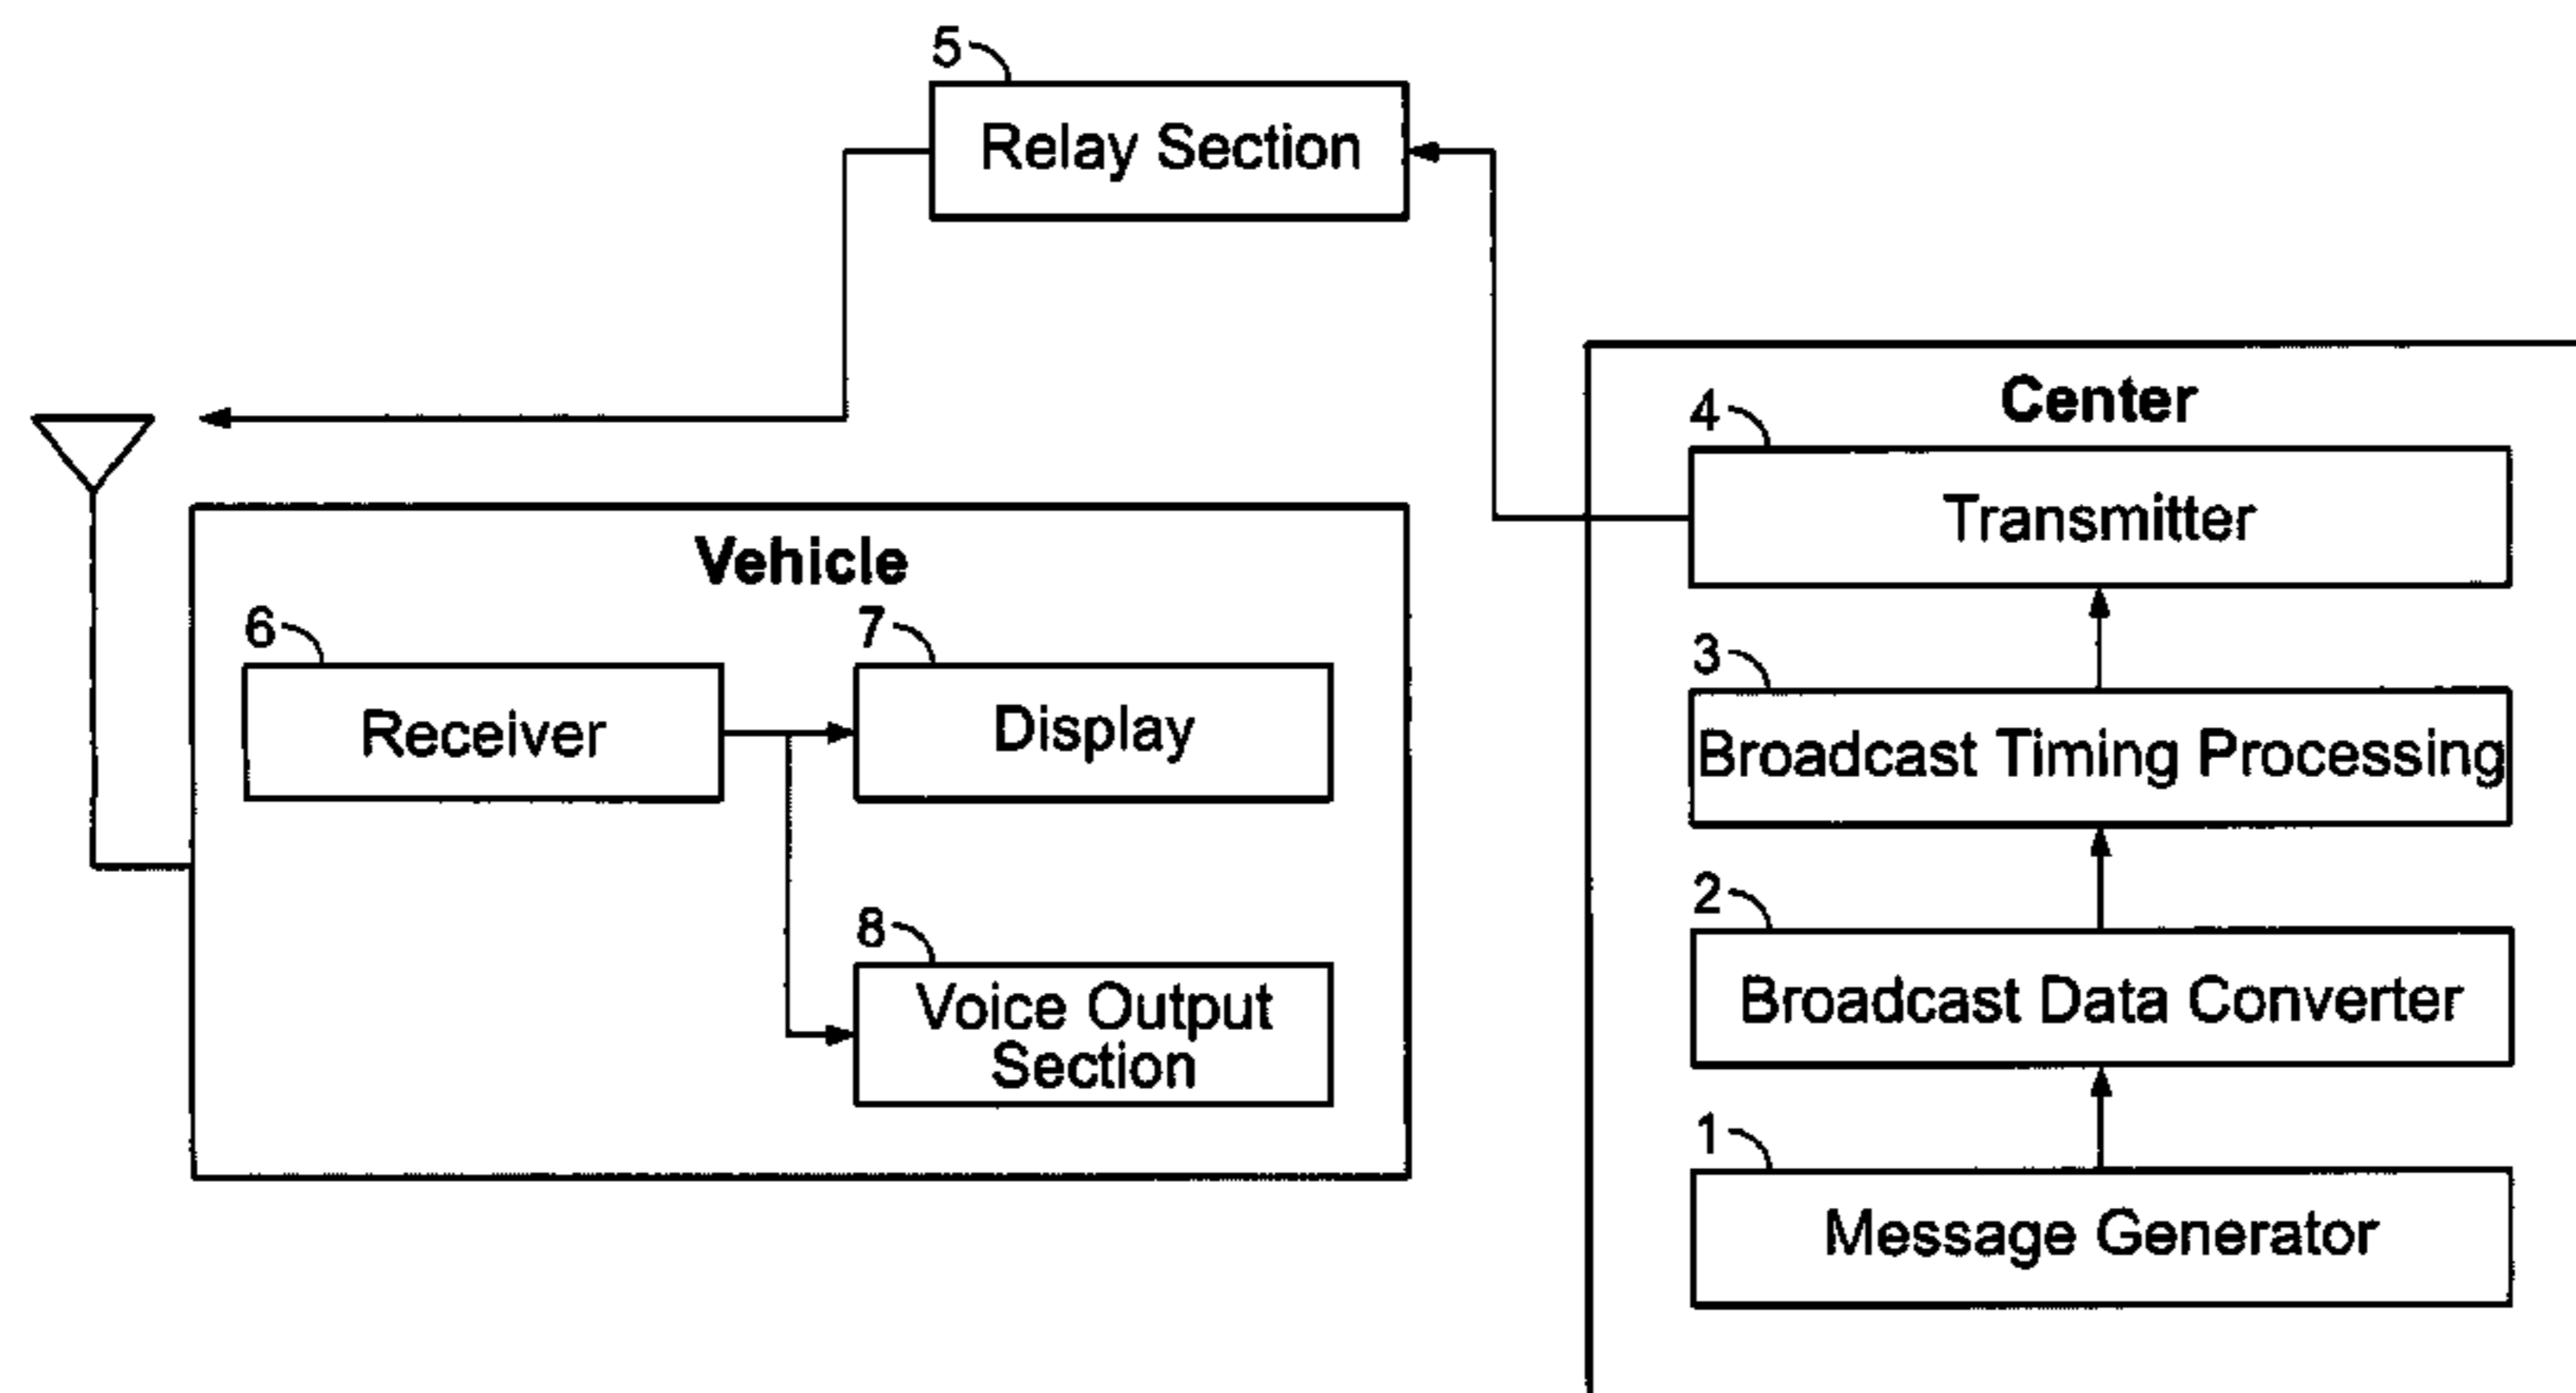 5
Relay Section
Center
4
Transmitter
Vehicle
6
7
3
Receiver
Display
Broadcast Timing Processing
8
2
Voice Output
Section
Broadcast Data Converter
1
Message Generator